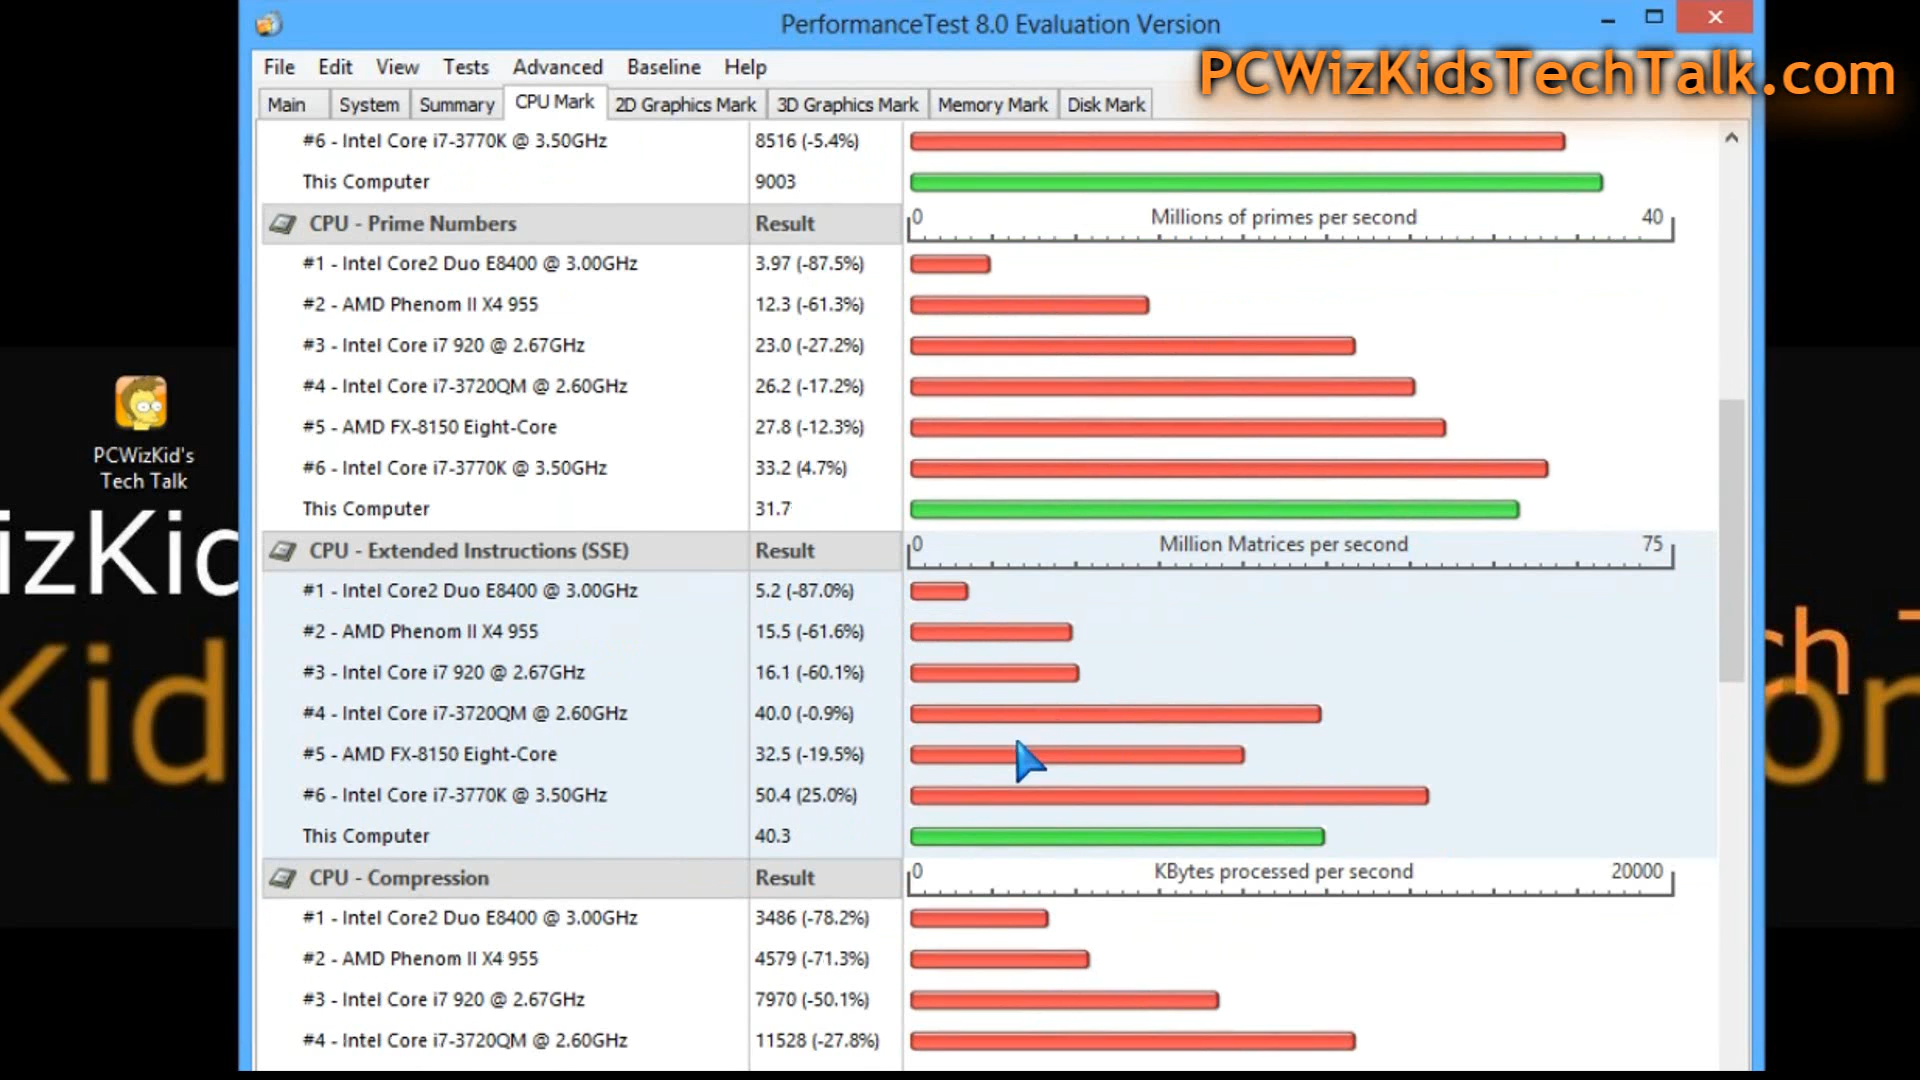 PerformanceTest 8.0 Evaluation Version
PCWizKidsTechTalk.com
File Edit View Tests Advanced Baseline Help
Main System Summary CPU Mark 2D Graphics Mark 3D Graphics Mark Memory Mark Disk Mark
#6 - Intel Core i7-3770K @ 3.50GHz 8516 (-5.4%)
This Computer 9003
CPU - Prime Numbers Result 0 Millions of primes per second 40
#1 - Intel Core2 Duo E8400 @ 3.00GHz 3.97 (-87.5%)
#2 - AMD Phenom II X4 955 12.3 (-61.3%)
#3 - Intel Core i7 920 @ 2.67GHz 23.0 (-27.2%)
#4 - Intel Core i7-3720QM @ 2.60GHz 26.2 (-17.2%)
#5 - AMD FX-8150 Eight-Core 27.8 (-12.3%)
#6 - Intel Core i7-3770K @ 3.50GHz 33.2 (4.7%)
This Computer 31.7
CPU - Extended Instructions (SSE) Result 0 Million Matrices per second 75
#1 - Intel Core2 Duo E8400 @ 3.00GHz 5.2 (-87.0%)
#2 - AMD Phenom II X4 955 15.5 (-61.6%)
#3 - Intel Core i7 920 @ 2.67GHz 16.1 (-60.1%)
#4 - Intel Core i7-3720QM @ 2.60GHz 40.0 (-0.9%)
#5 - AMD FX-8150 Eight-Core 32.5 (-19.5%)
#6 - Intel Core i7-3770K @ 3.50GHz 50.4 (25.0%)
This Computer 40.3
CPU - Compression Result 0 KBytes processed per second 20000
#1 - Intel Core2 Duo E8400 @ 3.00GHz 3486 (-78.2%)
#2 - AMD Phenom II X4 955 4579 (-71.3%)
#3 - Intel Core i7 920 @ 2.67GHz 7970 (-50.1%)
#4 - Intel Core i7-3720QM @ 2.60GHz 11528 (-27.8%)
PCWizKid's
Tech Talk
izKid
Kid
ch T